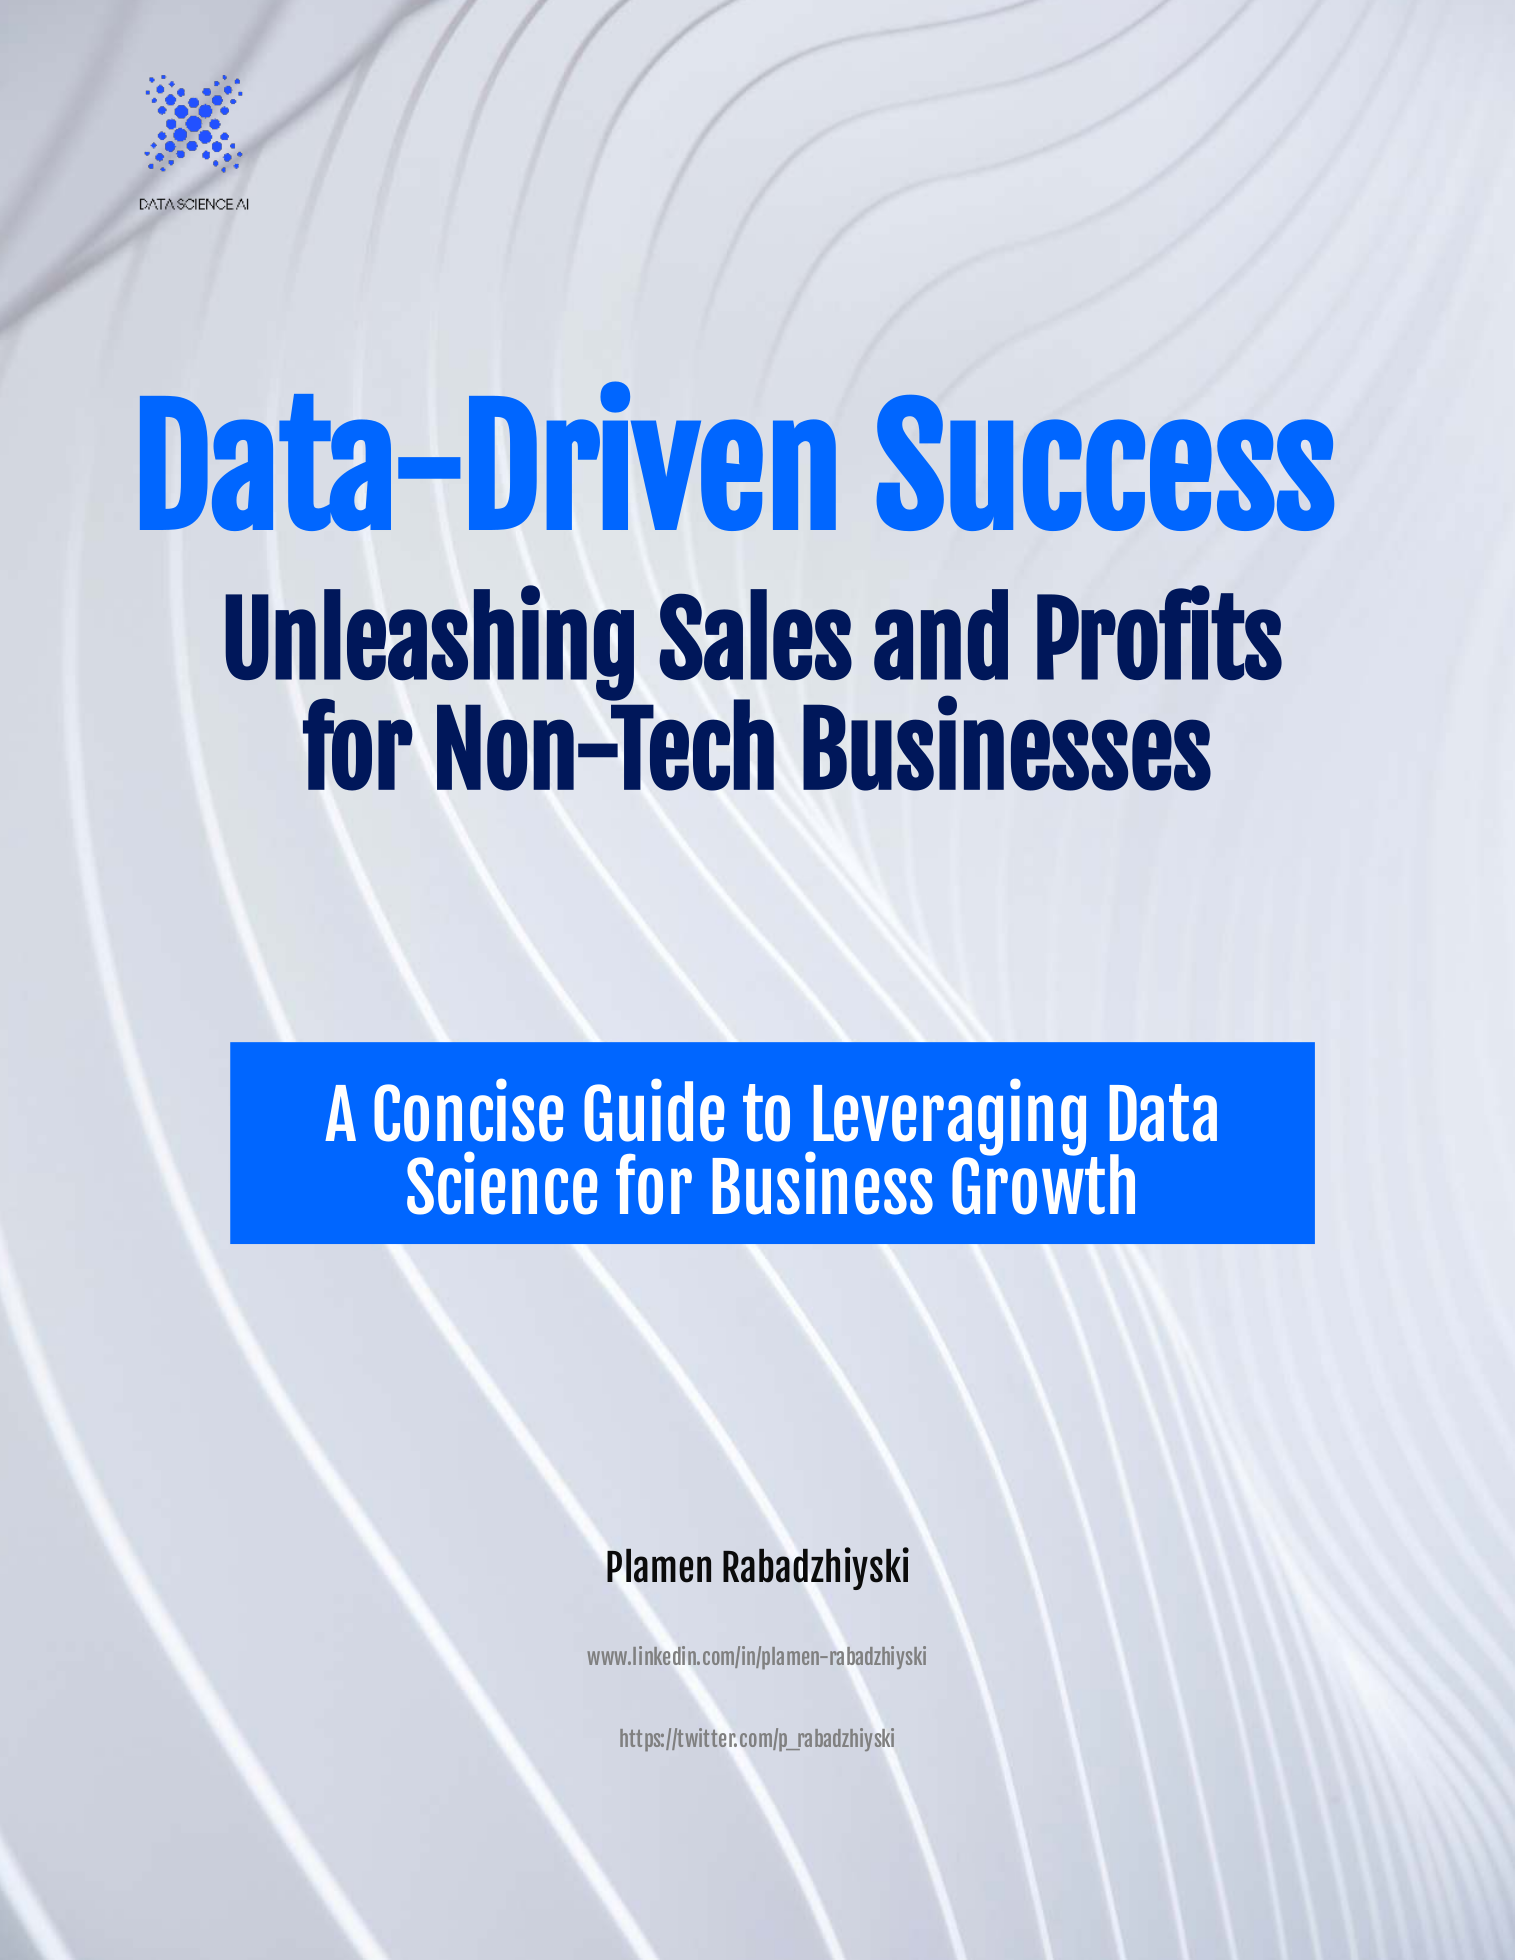 DATA SCIENCE AI
Data-Driven Success
Unleashing Sales and Profits
for Non-Tech Businesses
A Concise Guide to Leveraging Data
Science for Business Growth
Plamen Rabadzhiyski
www.linkedin.com/in/plamen-rabadzhiyski
https://twitter.com/p_rabadzhiyski